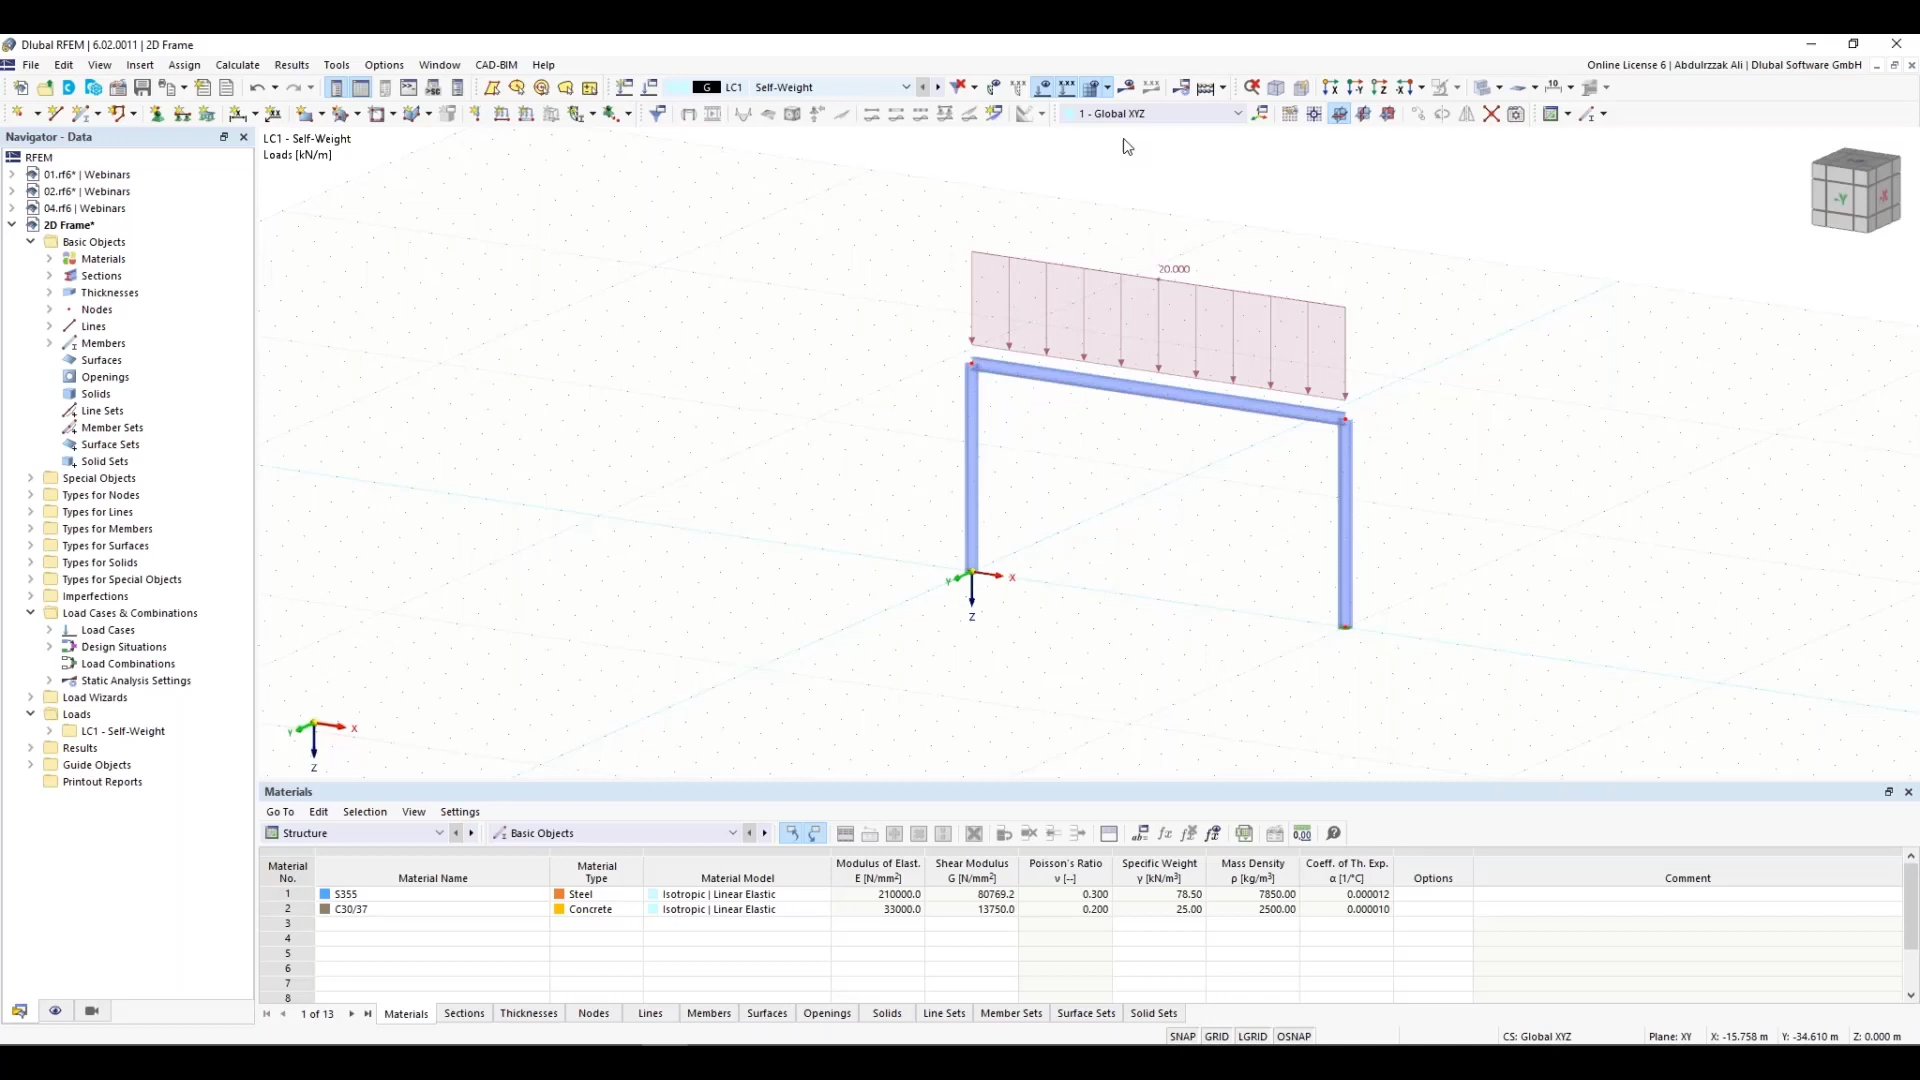 Dlubal RFEM | 6.02.0011 | 2D Frame
File Edit View Insert Assign Calculate Results Tools Options Window CAD-BIM Help
Online License 6 | Abdulrzzak Ali | Dlubal Software GmbH
G LC1 Self-Weight
1 - Global XYZ
Navigator - Data
RFEM
01.rf6* | Webinars
02.rf6* | Webinars
04.rf6 | Webinars
2D Frame*
Basic Objects
Materials
Sections
Thicknesses
Nodes
Lines
Members
Surfaces
Openings
Solids
Line Sets
Member Sets
Surface Sets
Solid Sets
Special Objects
Types for Nodes
Types for Lines
Types for Members
Types for Surfaces
Types for Solids
Types for Special Objects
Imperfections
Load Cases & Combinations
Load Cases
Design Situations
Load Combinations
Static Analysis Settings
Load Wizards
Loads
LC1 - Self-Weight
Results
Guide Objects
Printout Reports
LC1 - Self-Weight
Loads [kN/m]
20.000
-Y
-X
Y X
Z
Y X
Z
Materials
Go To Edit Selection View Settings
Structure
Basic Objects
Material No. Material Name Material Type Material Model Modulus of Elast. E [N/mm²] Shear Modulus G [N/mm²] Poisson's Ratio ν [--] Specific Weight γ [kN/m³] Mass Density ρ [kg/m³] Coeff. of Th. Exp. α [1/°C] Options Comment
1 S355 Steel Isotropic | Linear Elastic 210000.0 80769.2 0.300 78.50 7850.00 0.000012
2 C30/37 Concrete Isotropic | Linear Elastic 33000.0 13750.0 0.200 25.00 2500.00 0.000010
3
4
5
6
7
8
1 of 13 Materials Sections Thicknesses Nodes Lines Members Surfaces Openings Solids Line Sets Member Sets Surface Sets Solid Sets
SNAP GRID LGRID OSNAP CS: Global XYZ Plane: XY X: -15.758 m Y: -34.610 m Z: 0.000 m